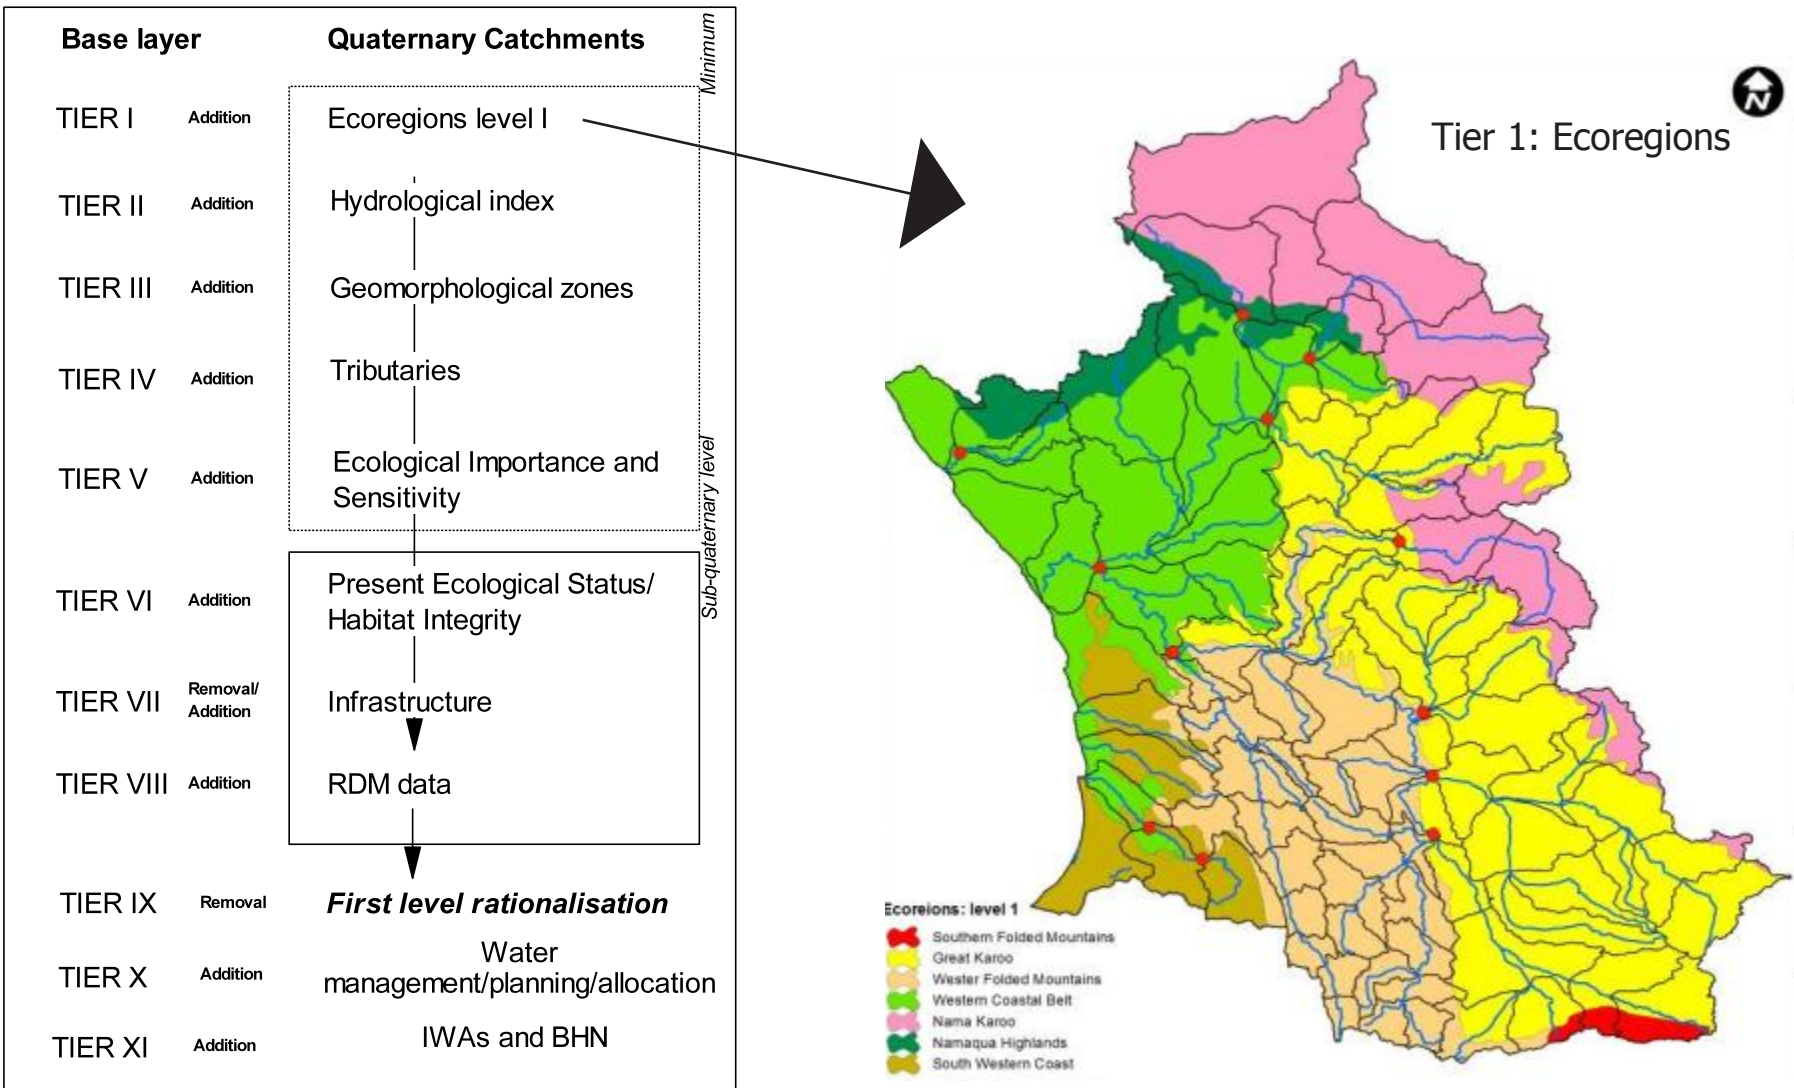 Base layer Quaternary Catchments
Minimum
TIER I Addition Ecoregions level I
TIER II Addition Hydrological index
TIER III Addition Geomorphological zones
TIER IV Addition Tributaries
TIER V Addition Ecological Importance and
Sensitivity
Sub-quaternary level
TIER VI Addition Present Ecological Status/
Habitat Integrity
TIER VII Removal/
Addition Infrastructure
TIER VIII Addition RDM data
TIER IX Removal First level rationalisation
TIER X Addition Water
management/planning/allocation
TIER XI Addition IWAs and BHN
N
Tier 1: Ecoregions
Ecoreions: level 1
Southern Folded Mountains
Great Karoo
Wester Folded Mountains
Western Coastal Belt
Nama Karoo
Namaqua Highlands
South Western Coast